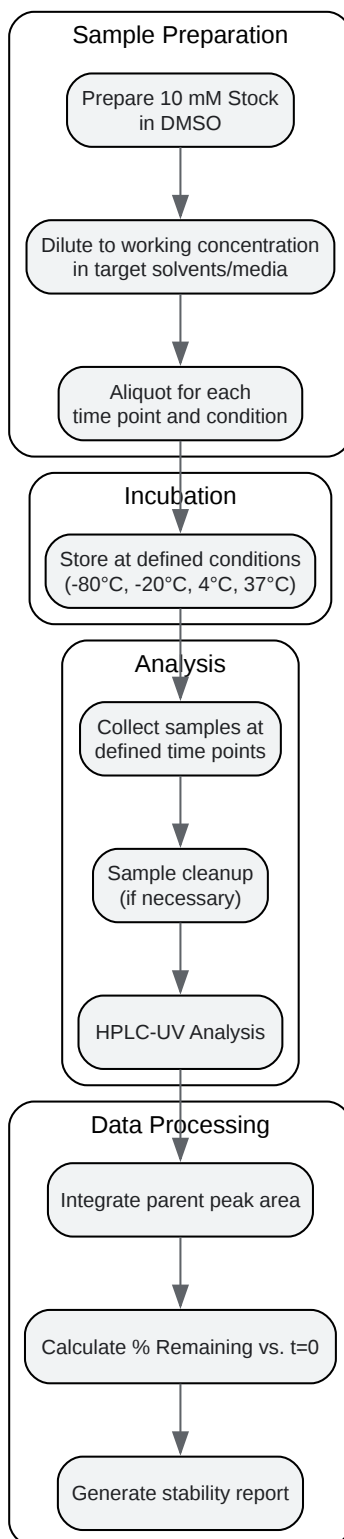 Sample Preparation
Prepare 10 mM Stock
in DMSO
Dilute to working concentration
in target solvents/media
Aliquot for each
time point and condition
Incubation
Store at defined conditions
(-80°C, -20°C, 4°C, 37°C)
Analysis
Collect samples at
defined time points
Sample cleanup
(if necessary)
HPLC-UV Analysis
Data Processing
Integrate parent peak area
Calculate % Remaining vs. t=0
Generate stability report